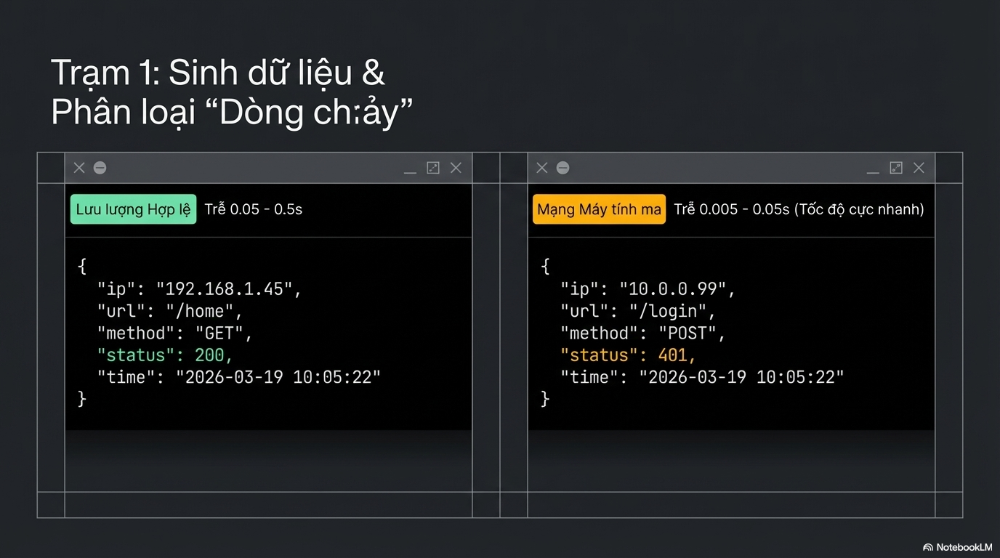 Trạm 1: Sinh dữ liệu &
Phân loại “Dòng ch:ảy”
Lưu lượng Hợp lệ Trễ 0.05 - 0.5s
{
"ip": "192.168.1.45",
"url": "/home",
"method": "GET",
"status": 200,
"time": "2026-03-19 10:05:22"
}
Mạng Máy tính ma Trễ 0.005 - 0.05s (Tốc độ cực nhanh)
{
"ip": "10.0.0.99",
"url": "/login",
"method": "POST",
"status": 401,
"time": "2026-03-19 10:05:22"
}
NotebookLM